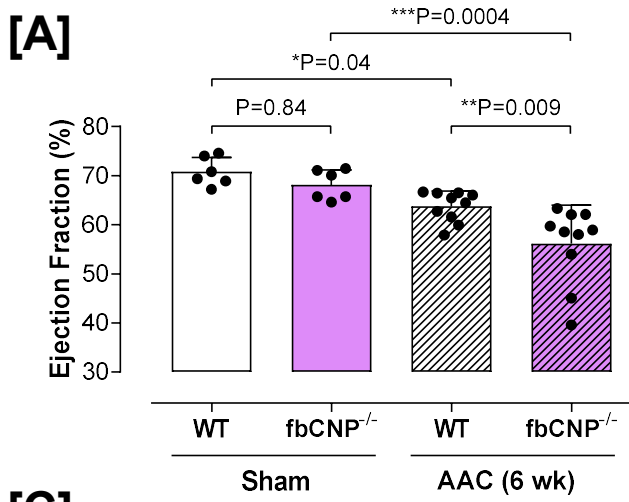 [A]
***P=0.0004
*P=0.04
P=0.84
**P=0.009
Ejection Fraction (%)
80
70
60
50
40
30
WT
fbCNP-/-
WT
fbCNP-/-
Sham
AAC (6 wk)